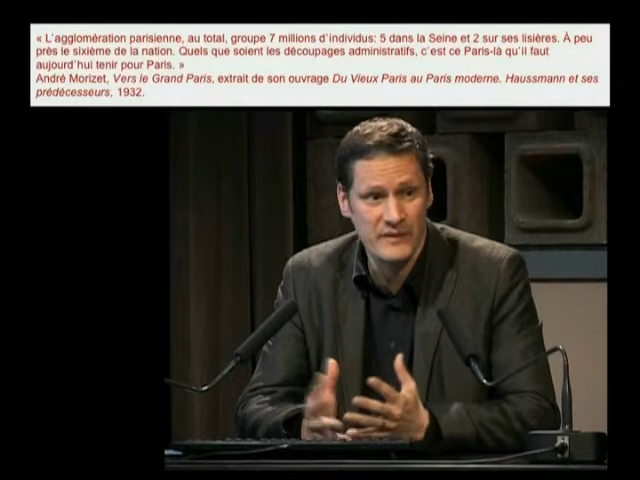 « L'agglomération parisienne, au total, groupe 7 millions d'individus: 5 dans la Seine et 2 sur ses lisières. À peu
près le sixième de la nation. Quels que soient les découpages administratifs, c'est ce Paris-là qu'il faut
aujourd'hui tenir pour Paris. »
André Morizet, Vers le Grand Paris, extrait de son ouvrage Du Vieux Paris au Paris moderne. Haussmann et ses
prédécesseurs, 1932.